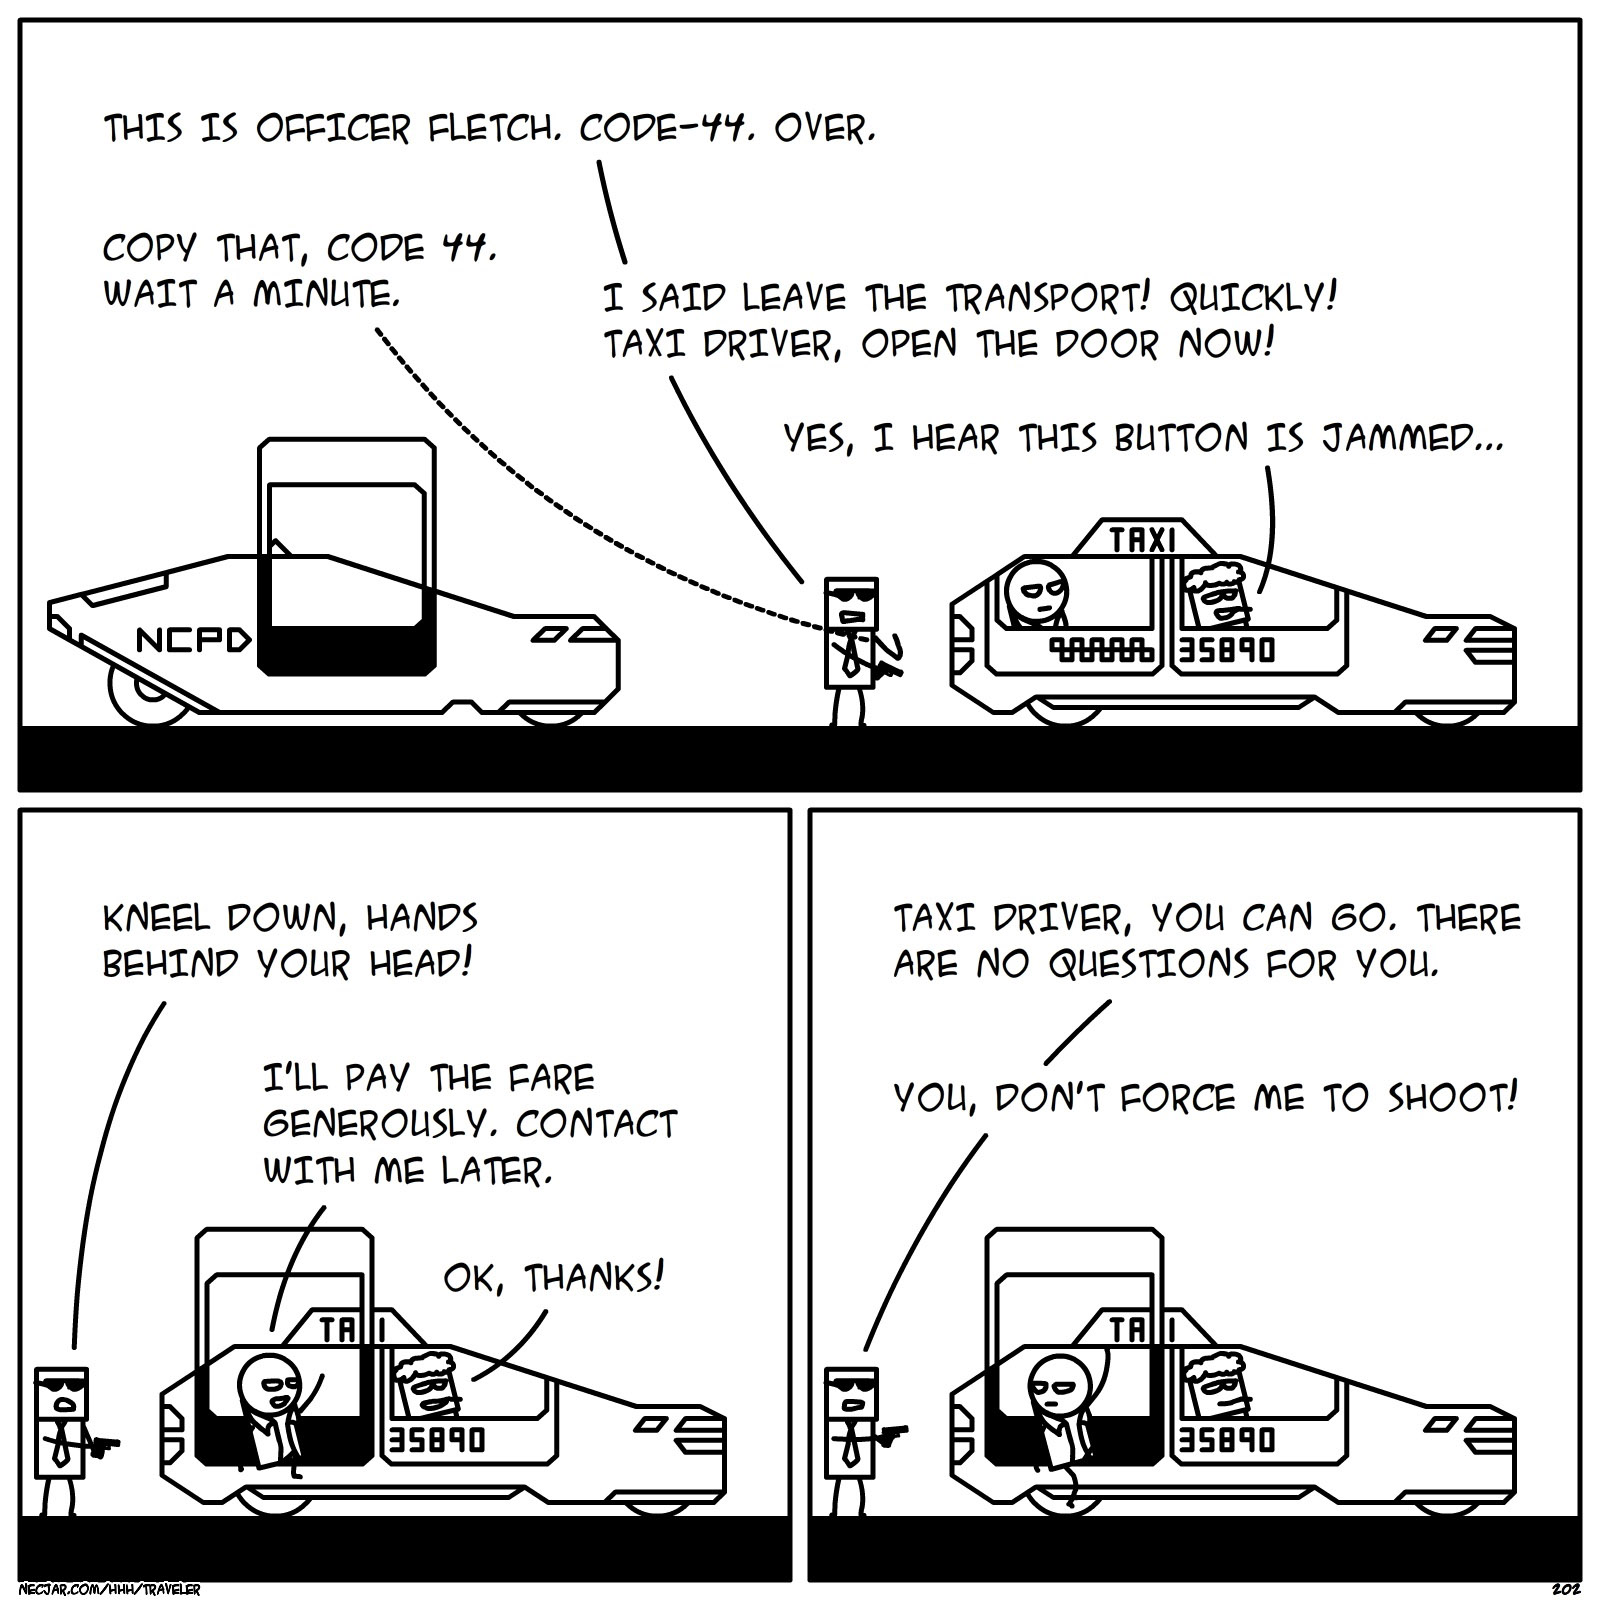 THIS IS OFFICER FLETCH. CODE-44. OVER.
COPY THAT, CODE 44.
WAIT A MINUTE.
I SAID LEAVE THE TRANSPORT! QUICKLY!
TAXI DRIVER, OPEN THE DOOR NOW!
YES, I HEAR THIS BUTTON IS JAMMED...
NCPD
TAXI
35890
KNEEL DOWN, HANDS
BEHIND YOUR HEAD!
I'LL PAY THE FARE
GENEROUSLY. CONTACT
WITH ME LATER.
OK, THANKS!
TA I
35890
TAXI DRIVER, YOU CAN GO. THERE
ARE NO QUESTIONS FOR YOU.
YOU, DON'T FORCE ME TO SHOOT!
TA I
35890
NECJAR.COM/HHH/TRAVELER
202